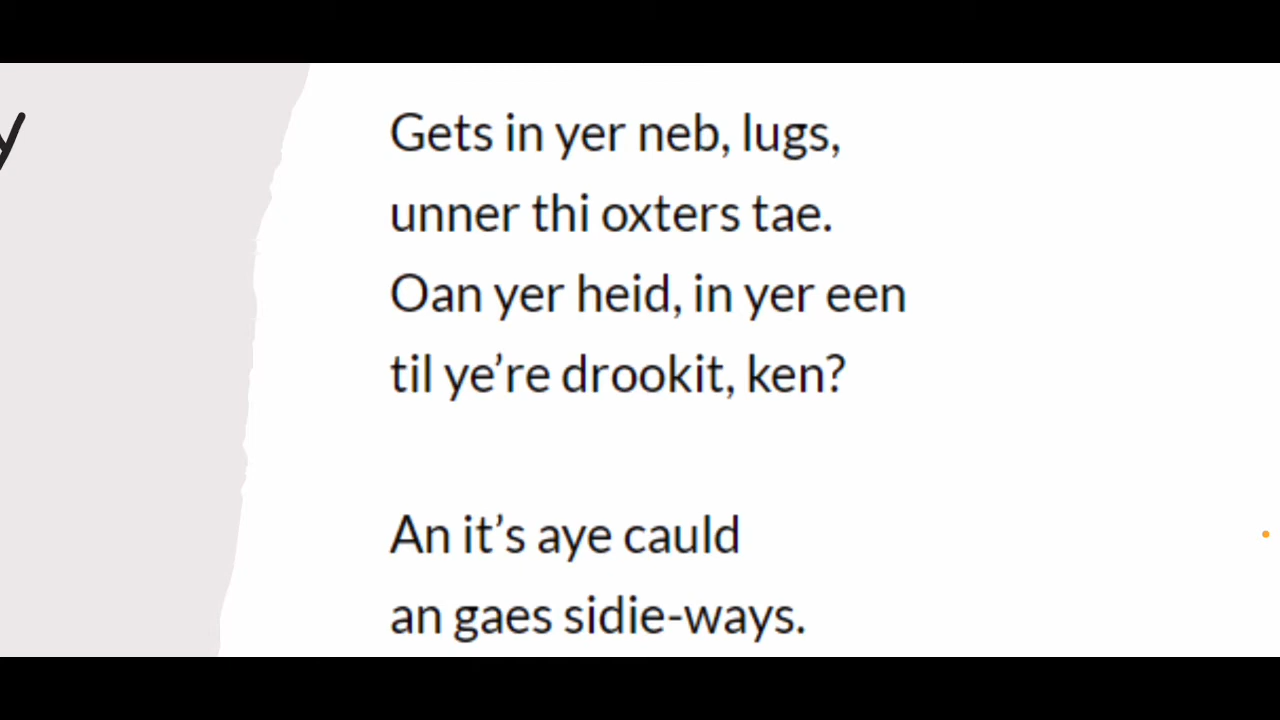 y
Gets in yer neb, lugs,
unner thi oxters tae.
Oan yer heid, in yer een
til ye’re drookit, ken?
An it’s aye cauld
an gaes sidie-ways.